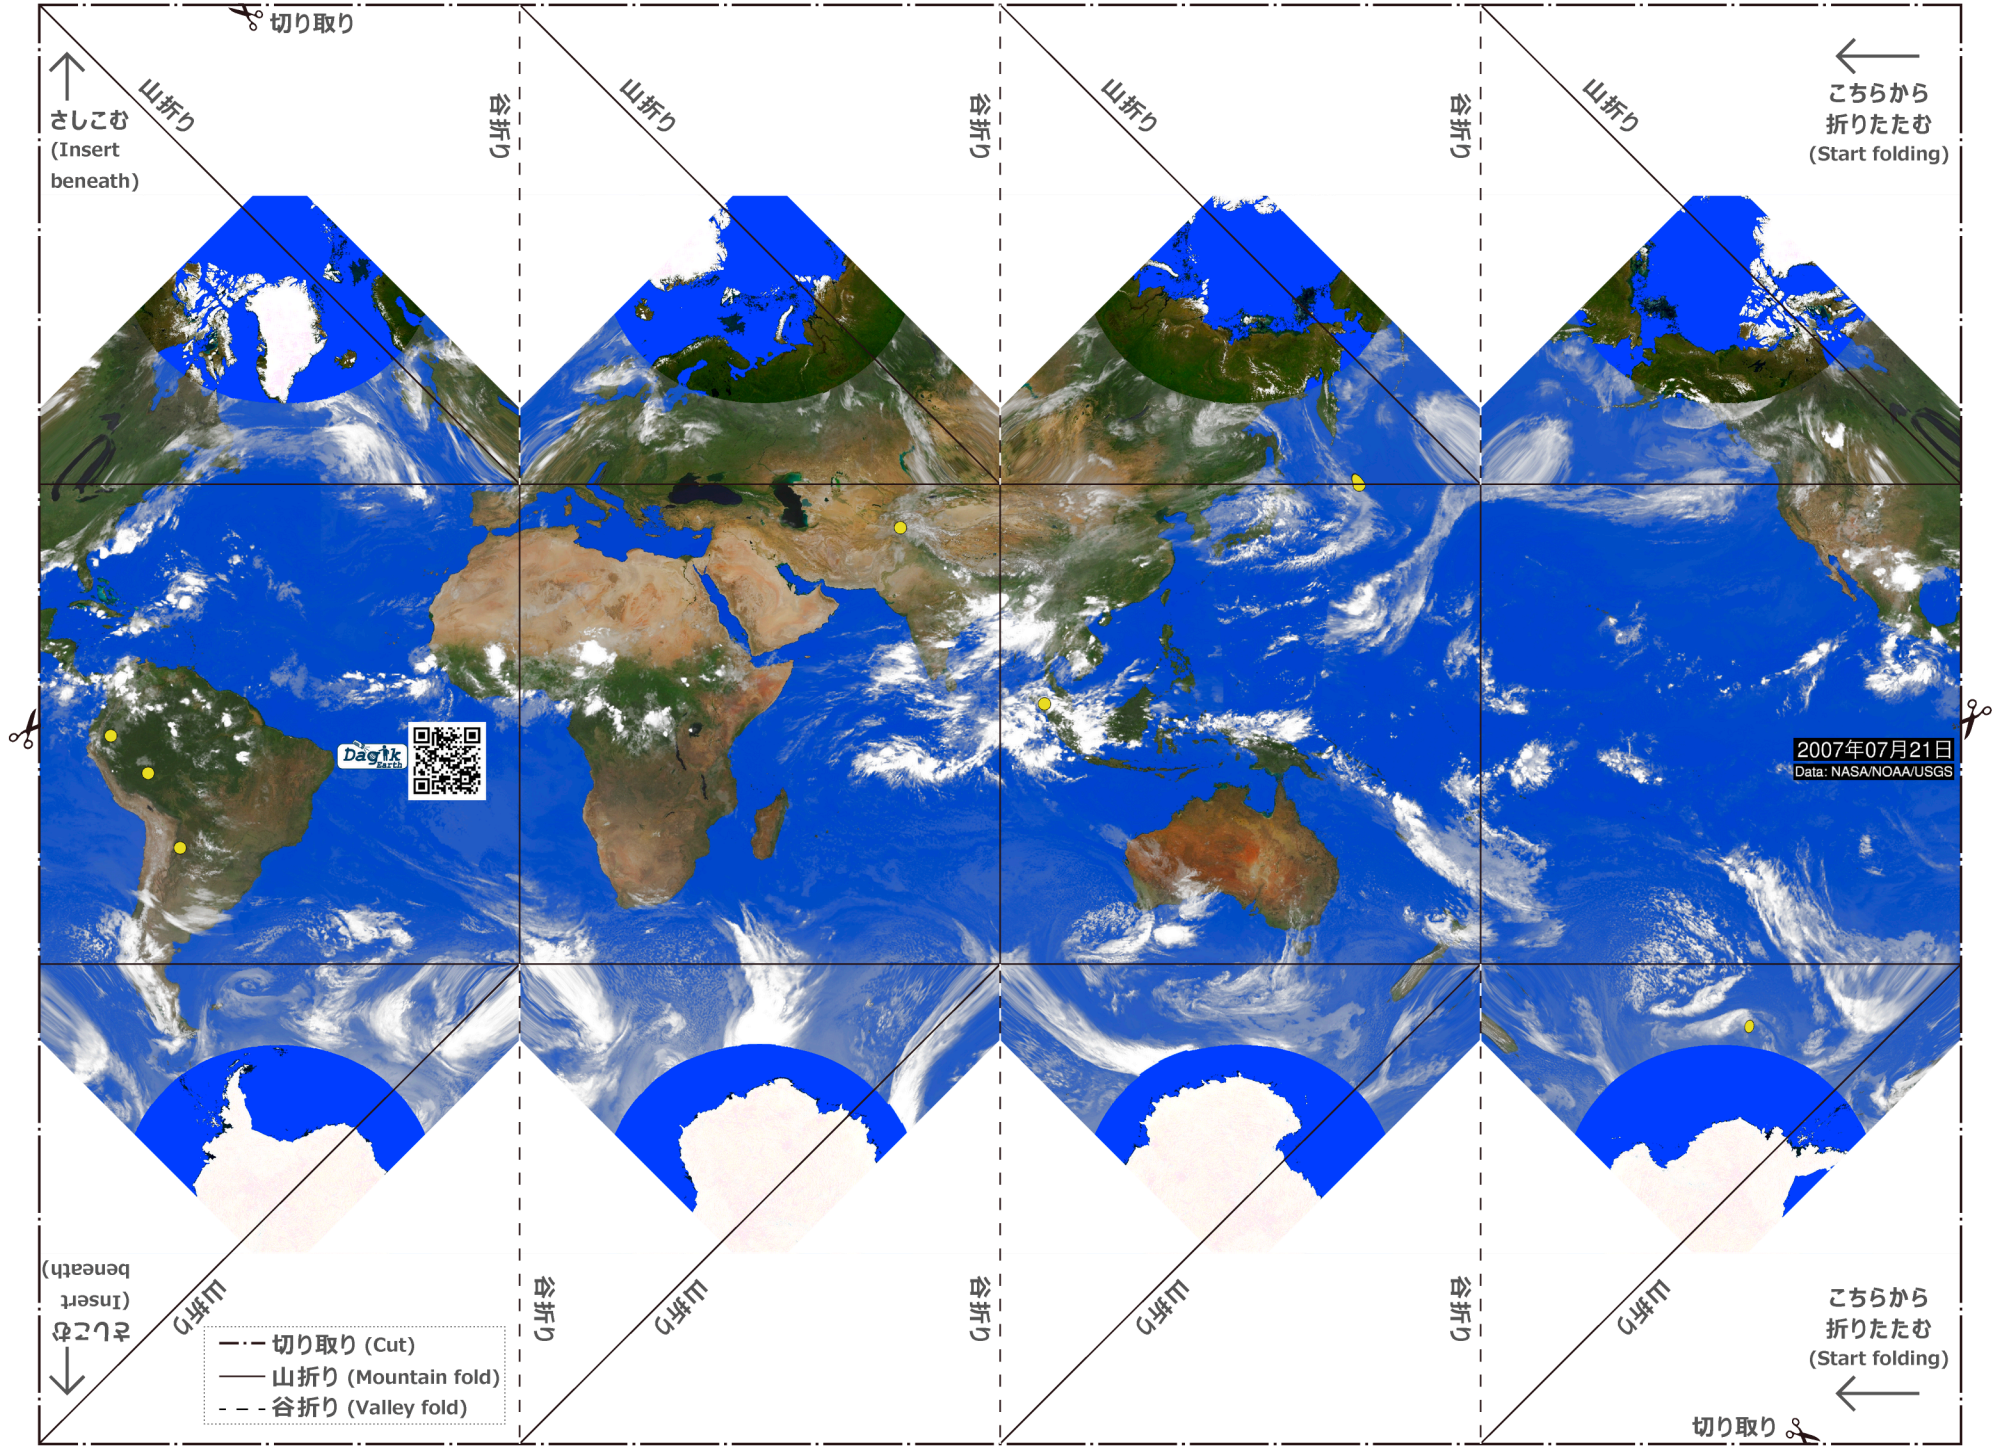 切り取り
さしこむ
(Insert
beneath)
山折り
谷折り
山折り
谷折り
山折り
谷折り
山折り
こちらから
折りたたむ
(Start folding)
Dagik
Earth
2007年07月21日
Data: NASA/NOAA/USGS
さしこむ
(Insert
beneath)
山折り
谷折り
山折り
谷折り
山折り
谷折り
山折り
こちらから
折りたたむ
(Start folding)
切り取り (Cut)
山折り (Mountain fold)
谷折り (Valley fold)
切り取り